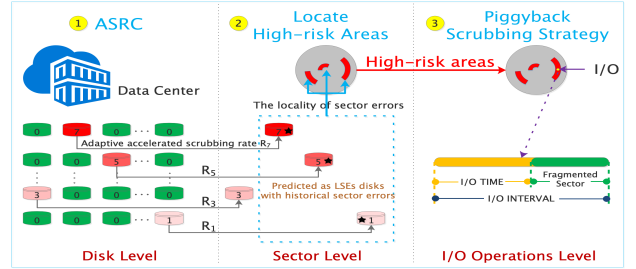 1 ASRC
Data Center
0 7 0 0
Adaptive accelerated scrubbing rate R7
0 5 0
R5
3 0 0 0
R3
0 0 0 1
R1
Disk Level
2 Locate
High-risk Areas
The locality of sector errors
7
5
Predicted as LSEs disks
with historical sector errors
3
1
Sector Level
High-risk areas
3 Piggyback
Scrubbing Strategy
I/O
I/O TIME
Fragmented
Sector
I/O INTERVAL
I/O Operations Level